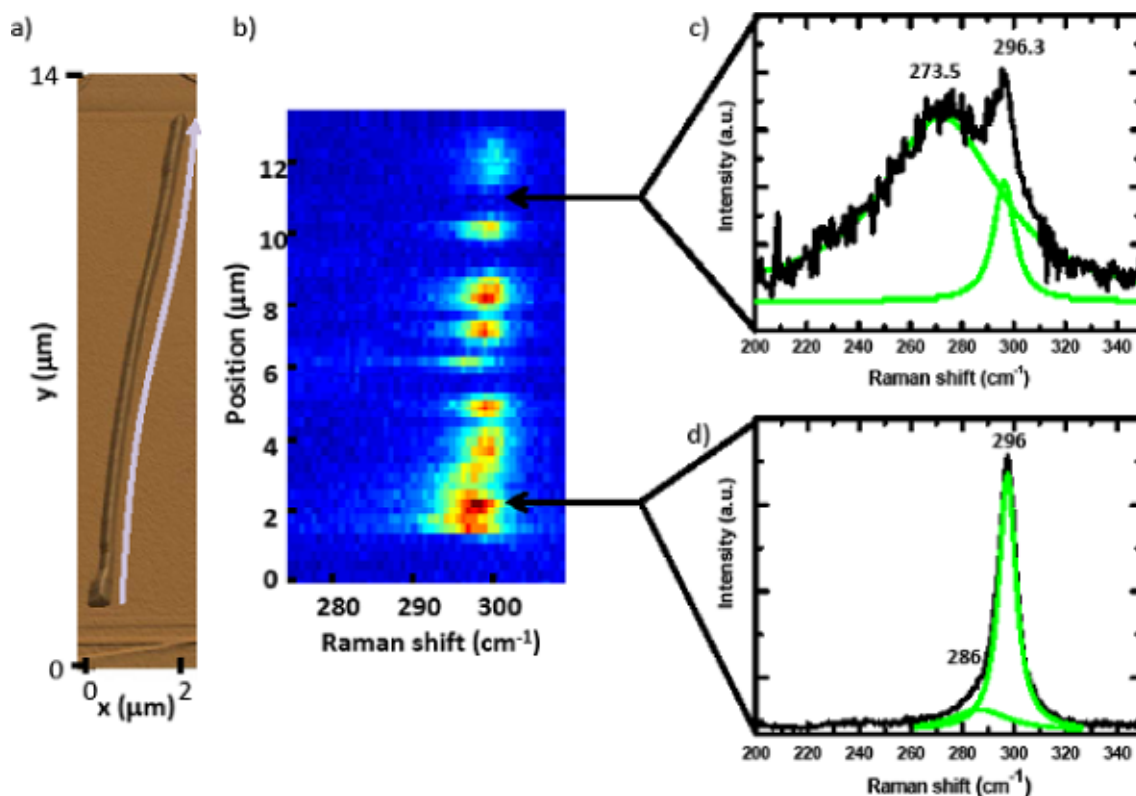 a)
14
y (μm)
0
0
2
x (μm)
b)
Position (μm)
12
10
8
6
4
2
0
280 290 300
Raman shift (cm-1)
c)
273.5
296.3
Intensity (a.u.)
200 220 240 260 280 300 320 340
Raman shift (cm-1)
d)
296
286
Intensity (a.u.)
200 220 240 260 280 300 320 340
Raman shift (cm-1)